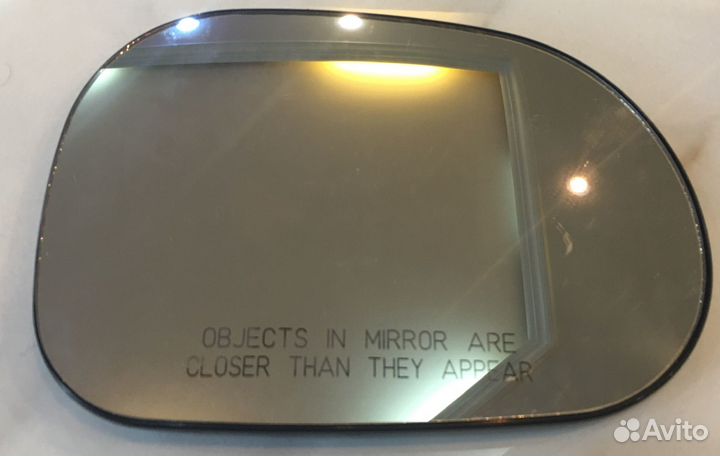 OBJECTS IN MIRROR ARE
CLOSER THAN THEY APPEAR
Avito